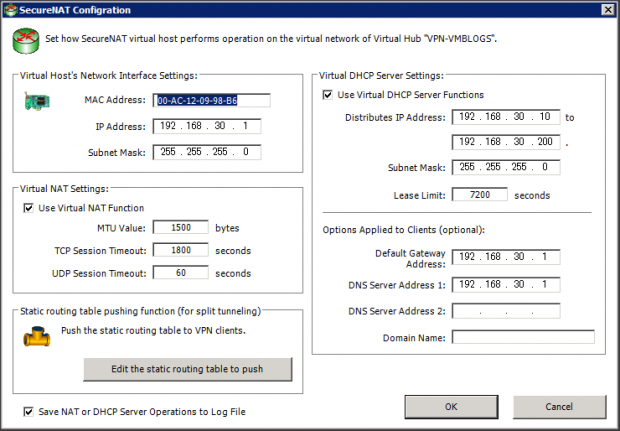 SecureNAT Configration
Set how SecureNAT virtual host performs operation on the virtual network of Virtual Hub "VPN-VMBLOGS".
Virtual Host's Network Interface Settings:
MAC Address: 00-AC-12-09-98-B6
IP Address: 192 . 168 . 30 . 1
Subnet Mask: 255 . 255 . 255 . 0
Virtual NAT Settings:
Use Virtual NAT Function
MTU Value: 1500 bytes
TCP Session Timeout: 1800 seconds
UDP Session Timeout: 60 seconds
Static routing table pushing function (for split tunneling)
Push the static routing table to VPN clients.
Edit the static routing table to push
Save NAT or DHCP Server Operations to Log File
Virtual DHCP Server Settings:
Use Virtual DHCP Server Functions
Distributes IP Address: 192 . 168 . 30 . 10 to
192 . 168 . 30 . 200 .
Subnet Mask: 255 . 255 . 255 . 0
Lease Limit: 7200 seconds
Options Applied to Clients (optional):
Default Gateway
Address: 192 . 168 . 30 . 1
DNS Server Address 1: 192 . 168 . 30 . 1
DNS Server Address 2: . . .
Domain Name:
OK
Cancel